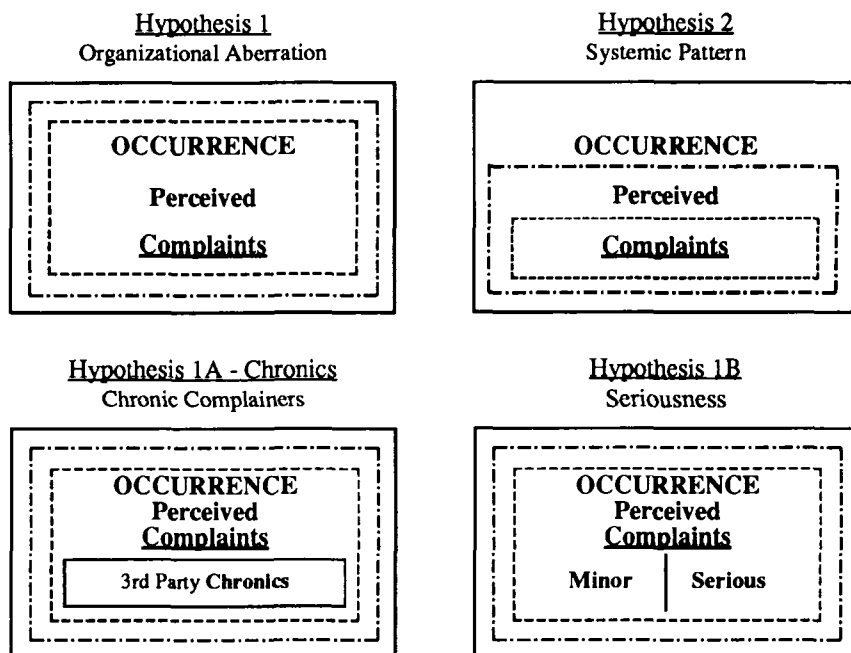 Hypothesis 1
Organizational Aberration
OCCURRENCE
Perceived
Complaints
Hypothesis 2
Systemic Pattern
OCCURRENCE
Perceived
Complaints
Hypothesis 1A - Chronics
Chronic Complainers
OCCURRENCE
Perceived
Complaints
3rd Party Chronics
Hypothesis 1B
Seriousness
OCCURRENCE
Perceived
Complaints
Minor Serious